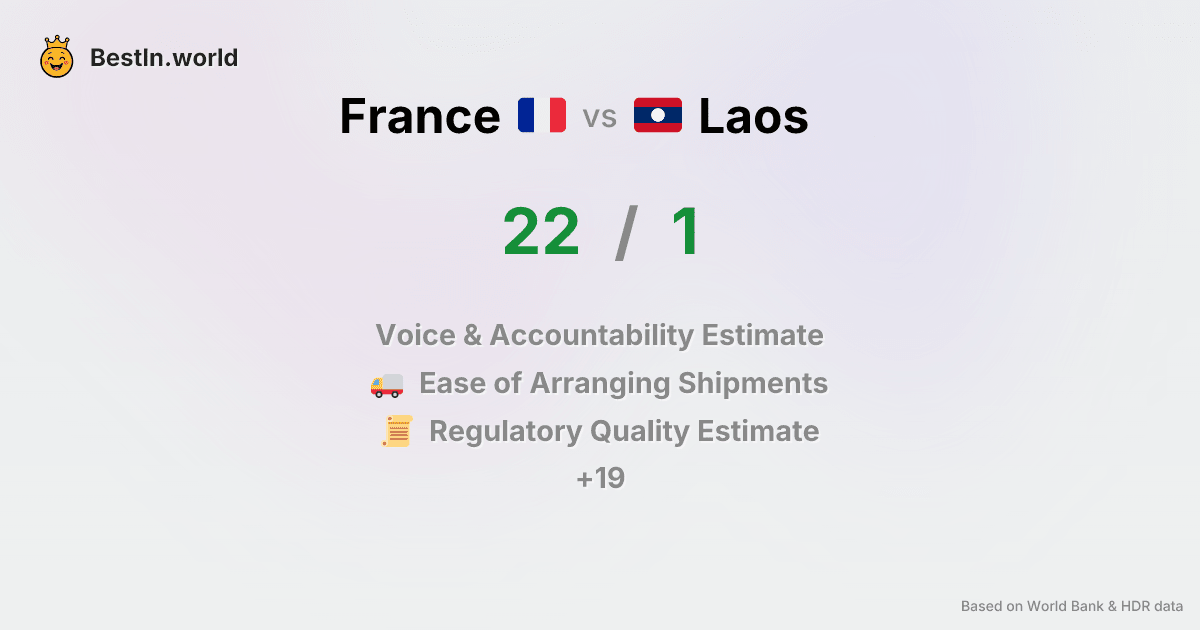 BestIn.world
France vs Laos
22 / 1
Voice & Accountability Estimate
Ease of Arranging Shipments
Regulatory Quality Estimate
+19
Based on World Bank & HDR data